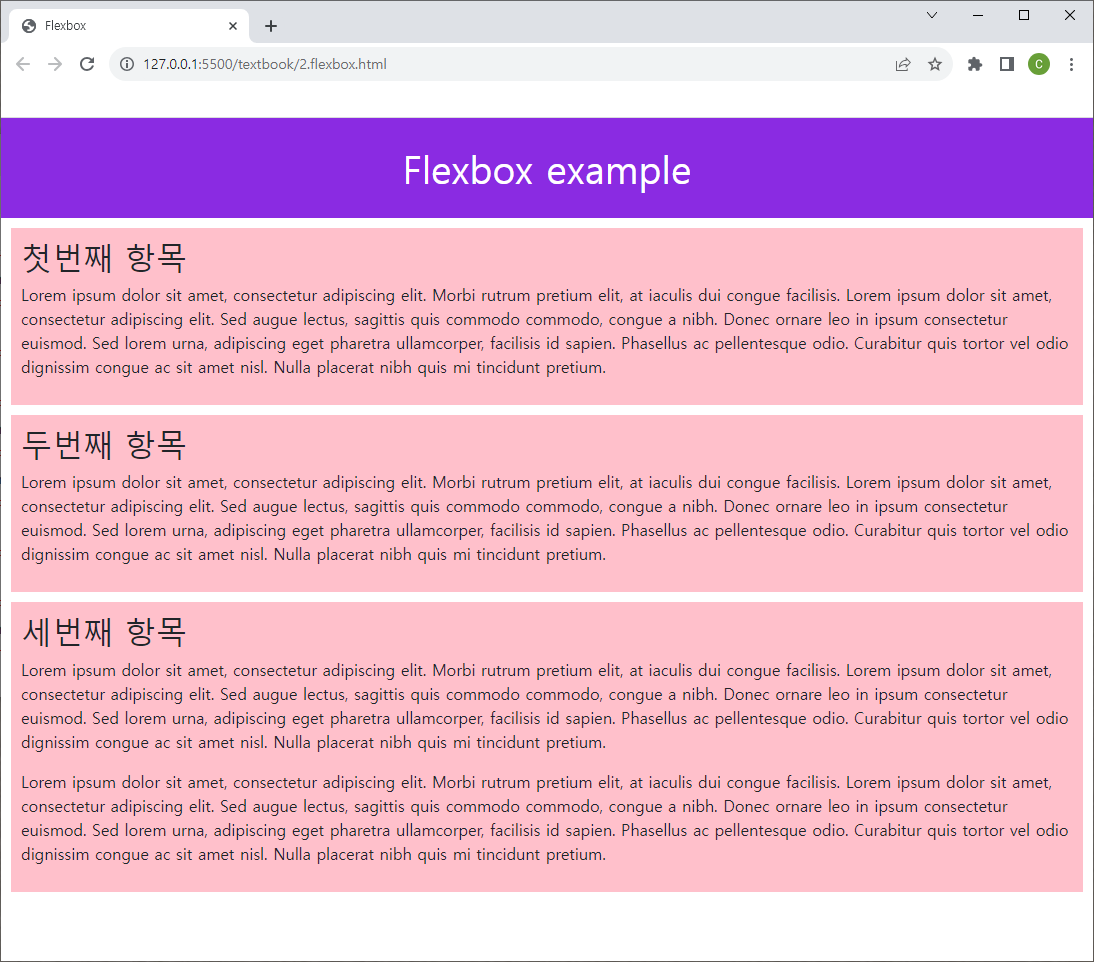 Flexbox
127.0.0.1:5500/textbook/2.flexbox.html
C
Flexbox example
첫번째 항목
Lorem ipsum dolor sit amet, consectetur adipiscing elit. Morbi rutrum pretium elit, at iaculis dui congue facilisis. Lorem ipsum dolor sit amet,
consectetur adipiscing elit. Sed augue lectus, sagittis quis commodo commodo, congue a nibh. Donec ornare leo in ipsum consectetur
euismod. Sed lorem urna, adipiscing eget pharetra ullamcorper, facilisis id sapien. Phasellus ac pellentesque odio. Curabitur quis tortor vel odio
dignissim congue ac sit amet nisl. Nulla placerat nibh quis mi tincidunt pretium.
두번째 항목
Lorem ipsum dolor sit amet, consectetur adipiscing elit. Morbi rutrum pretium elit, at iaculis dui congue facilisis. Lorem ipsum dolor sit amet,
consectetur adipiscing elit. Sed augue lectus, sagittis quis commodo commodo, congue a nibh. Donec ornare leo in ipsum consectetur
euismod. Sed lorem urna, adipiscing eget pharetra ullamcorper, facilisis id sapien. Phasellus ac pellentesque odio. Curabitur quis tortor vel odio
dignissim congue ac sit amet nisl. Nulla placerat nibh quis mi tincidunt pretium.
세번째 항목
Lorem ipsum dolor sit amet, consectetur adipiscing elit. Morbi rutrum pretium elit, at iaculis dui congue facilisis. Lorem ipsum dolor sit amet,
consectetur adipiscing elit. Sed augue lectus, sagittis quis commodo commodo, congue a nibh. Donec ornare leo in ipsum consectetur
euismod. Sed lorem urna, adipiscing eget pharetra ullamcorper, facilisis id sapien. Phasellus ac pellentesque odio. Curabitur quis tortor vel odio
dignissim congue ac sit amet nisl. Nulla placerat nibh quis mi tincidunt pretium.
Lorem ipsum dolor sit amet, consectetur adipiscing elit. Morbi rutrum pretium elit, at iaculis dui congue facilisis. Lorem ipsum dolor sit amet,
consectetur adipiscing elit. Sed augue lectus, sagittis quis commodo commodo, congue a nibh. Donec ornare leo in ipsum consectetur
euismod. Sed lorem urna, adipiscing eget pharetra ullamcorper, facilisis id sapien. Phasellus ac pellentesque odio. Curabitur quis tortor vel odio
dignissim congue ac sit amet nisl. Nulla placerat nibh quis mi tincidunt pretium.